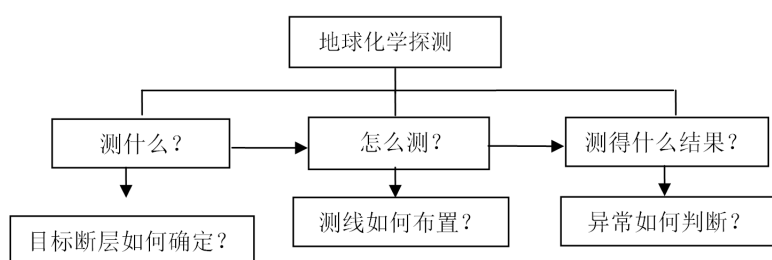 地球化学探测
测什么？
怎么测？
测得什么结果？
目标断层如何确定？
测线如何布置？
异常如何判断？